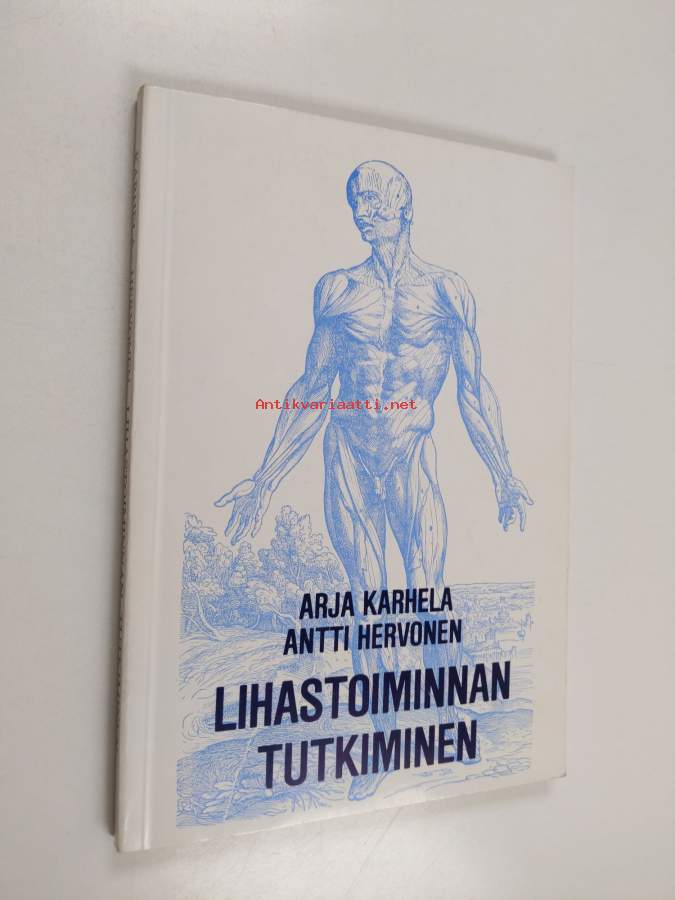 Antikvariaatti.net
ARJA KARHELA
ANTTI HERVONEN
LIHASTOIMINNAN
TUTKIMINEN